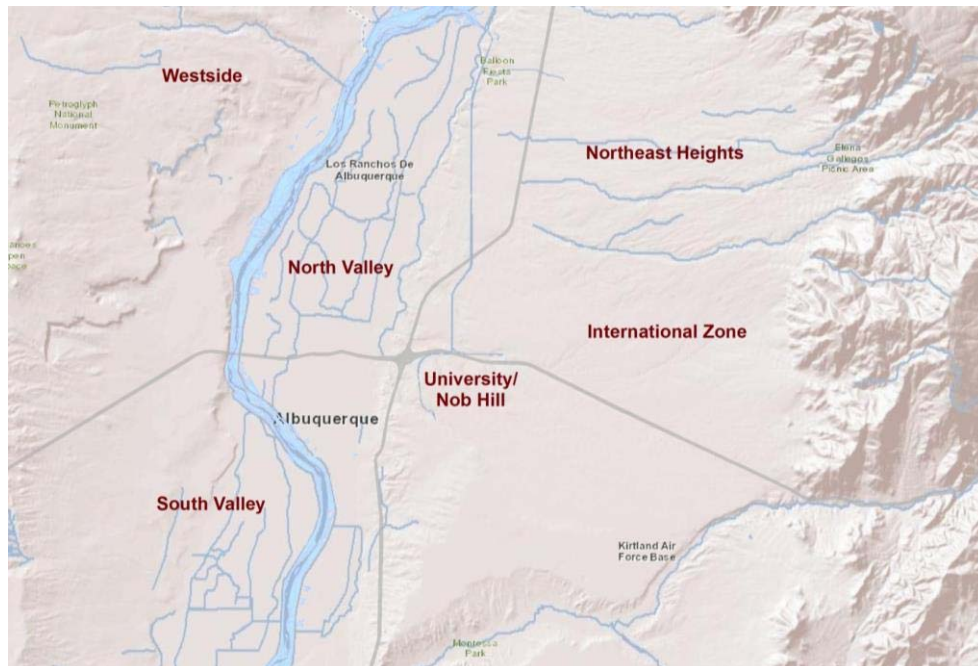 Westside
Balloon
Fiesta
Park
Petroglyph
National
Monument
Northeast Heights
Elena
Gallegos
Picnic Area
Los Ranchos De
Albuquerque
North Valley
International Zone
University/
Nob Hill
Albuquerque
South Valley
Kirtland Air
Force Base
Park